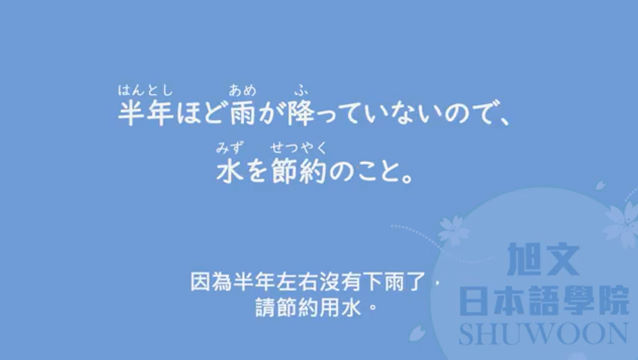 はんとし あめ ふ
半年ほど雨が降っていないので、
みず せつやく
水を節約のこと。
因為半年左右沒有下雨了，
請節約用水。
旭文
日本語學院
SHUWOON